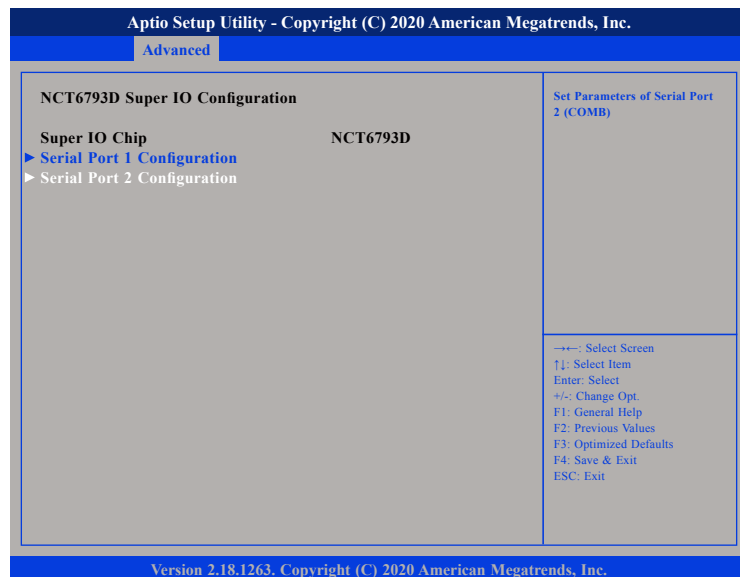 Aptio Setup Utility - Copyright (C) 2020 American Megatrends, Inc.
Advanced
NCT6793D Super IO Configuration
Super IO Chip NCT6793D
► Serial Port 1 Configuration
► Serial Port 2 Configuration
Set Parameters of Serial Port
2 (COMB)
→←: Select Screen
↑↓: Select Item
Enter: Select
+/-: Change Opt.
F1: General Help
F2: Previous Values
F3: Optimized Defaults
F4: Save & Exit
ESC: Exit
Version 2.18.1263. Copyright (C) 2020 American Megatrends, Inc.